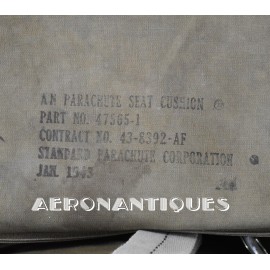 AN PARACHUTE SEAT CUSHION
PART NO. 47565-1
CONTRACT NO. 43-8392-AF
STANDARD PARACHUTE CORPORATION
JAN. 1943
AERONANTIQUES